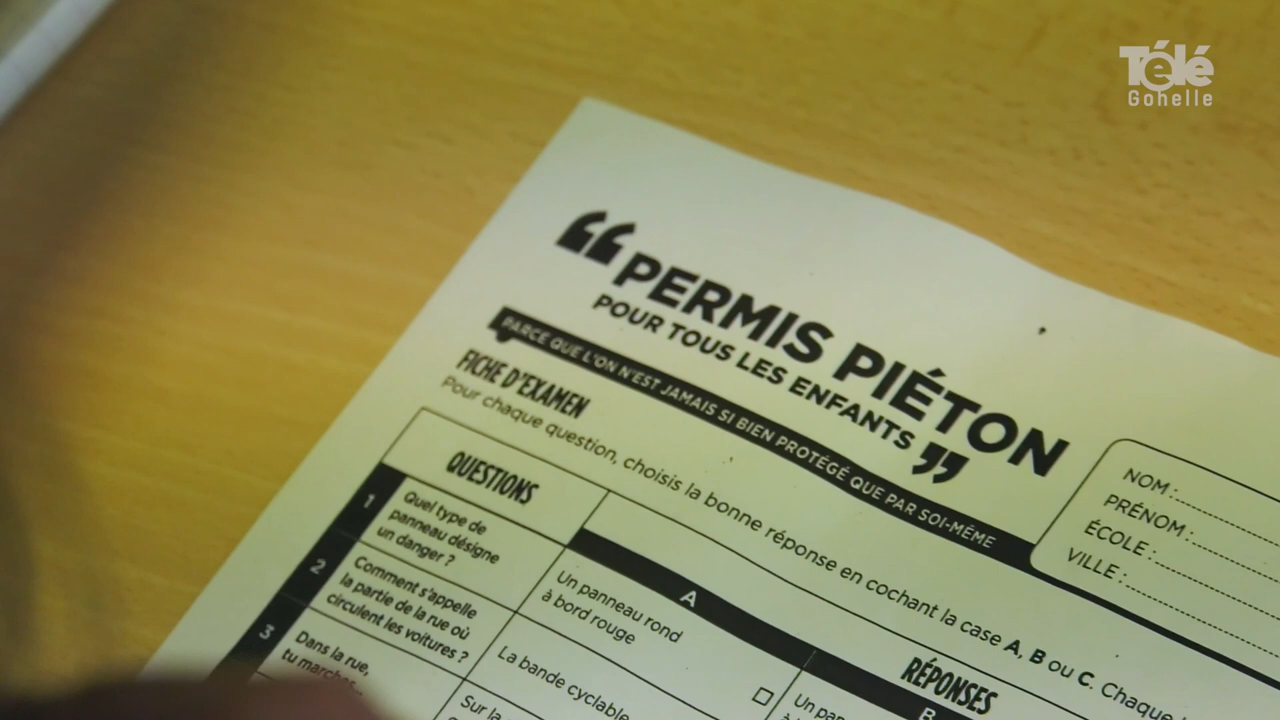 Télé
Gohelle
“PERMIS PIÉTON
POUR TOUS LES ENFANTS”
PARCE QUE L'ON N'EST JAMAIS SI BIEN PROTÉGÉ QUE PAR SOI-MÊME
FICHE D'EXAMEN
Pour chaque question, choisis la bonne réponse en cochant la case A, B ou C. Chaque
NOM :
PRÉNOM :
ÉCOLE :
VILLE :
QUESTIONS
RÉPONSES
A
B
1
Quel type de
panneau désigne
un danger ?
Un panneau rond
à bord rouge
2
Comment s'appelle
la partie de la rue où
circulent les voitures ?
La bande cyclable
3
Dans la rue,
tu marches...
Sur la